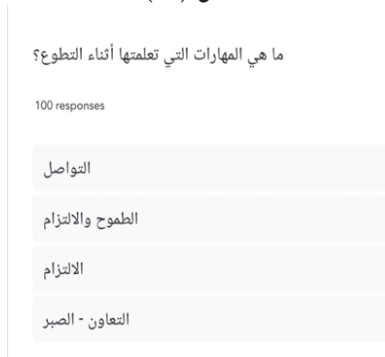 ما هي المهارات التي تعلمتها أثناء التطوع؟
100 responses
التواصل
الطموح والالتزام
الالتزام
التعاون - الصبر